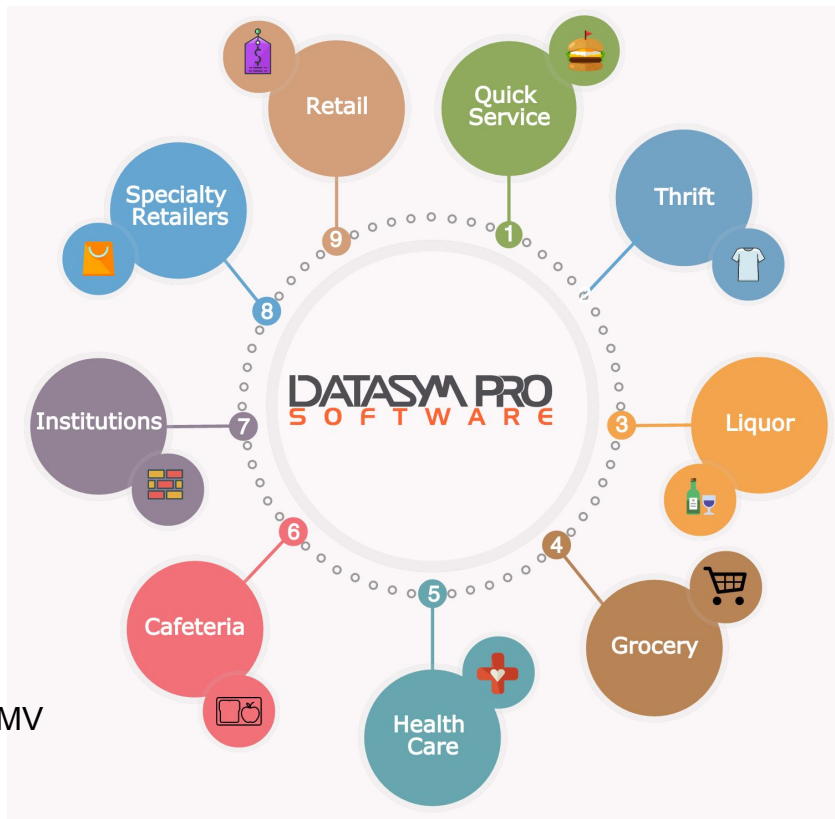 Retail
9
Quick
Service
1
Thrift
Liquor
3
Grocery
4
Health
Care
5
Cafeteria
6
Institutions
7
Specialty
Retailers
8
DATASYM PRO
SOFTWARE
MV